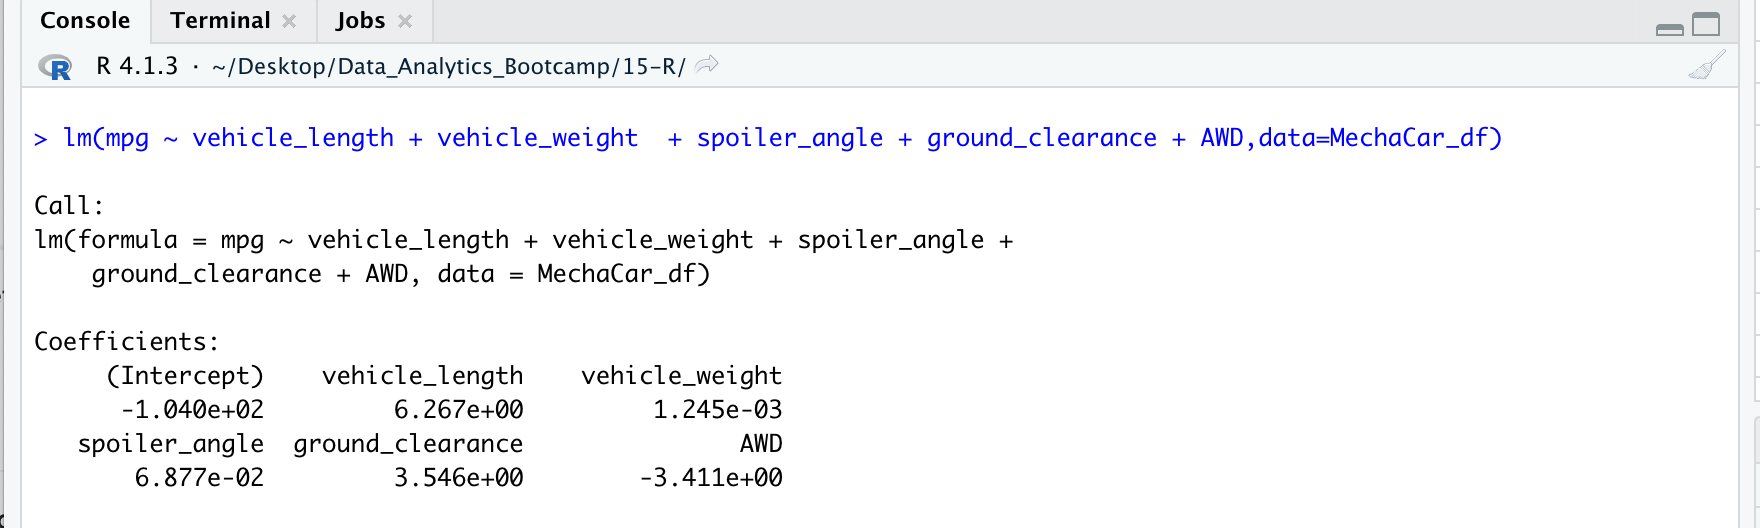 Console Terminal Jobs
R R 4.1.3 · ~/Desktop/Data_Analytics_Bootcamp/15-R/
> lm(mpg ~ vehicle_length + vehicle_weight  + spoiler_angle + ground_clearance + AWD,data=MechaCar_df)
Call:
lm(formula = mpg ~ vehicle_length + vehicle_weight + spoiler_angle +
    ground_clearance + AWD, data = MechaCar_df)
Coefficients:
     (Intercept)    vehicle_length    vehicle_weight
      -1.040e+02         6.267e+00         1.245e-03
   spoiler_angle  ground_clearance               AWD
       6.877e-02         3.546e+00        -3.411e+00